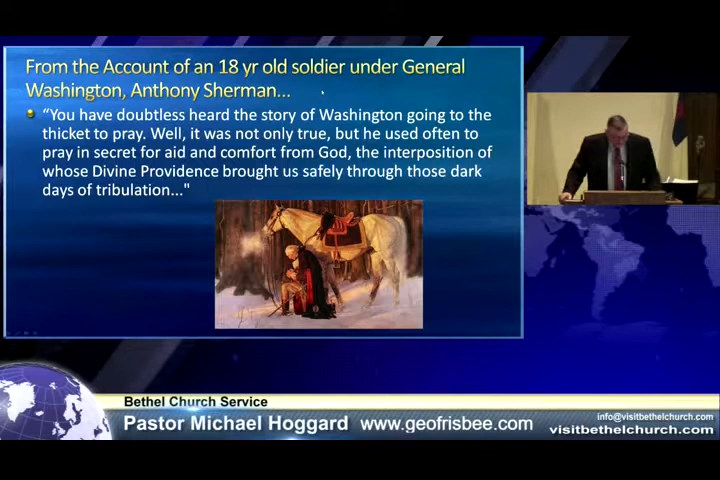 From the Account of an 18 yr old soldier under General
Washington, Anthony Sherman...
“You have doubtless heard the story of Washington going to the
thicket to pray. Well, it was not only true, but he used often to
pray in secret for aid and comfort from God, the interposition of
whose Divine Providence brought us safely through those dark
days of tribulation..."
Bethel Church Service
Pastor Michael Hoggard www.geofrisbee.com
info@visitbethelchurch.com
visitbethelchurch.com